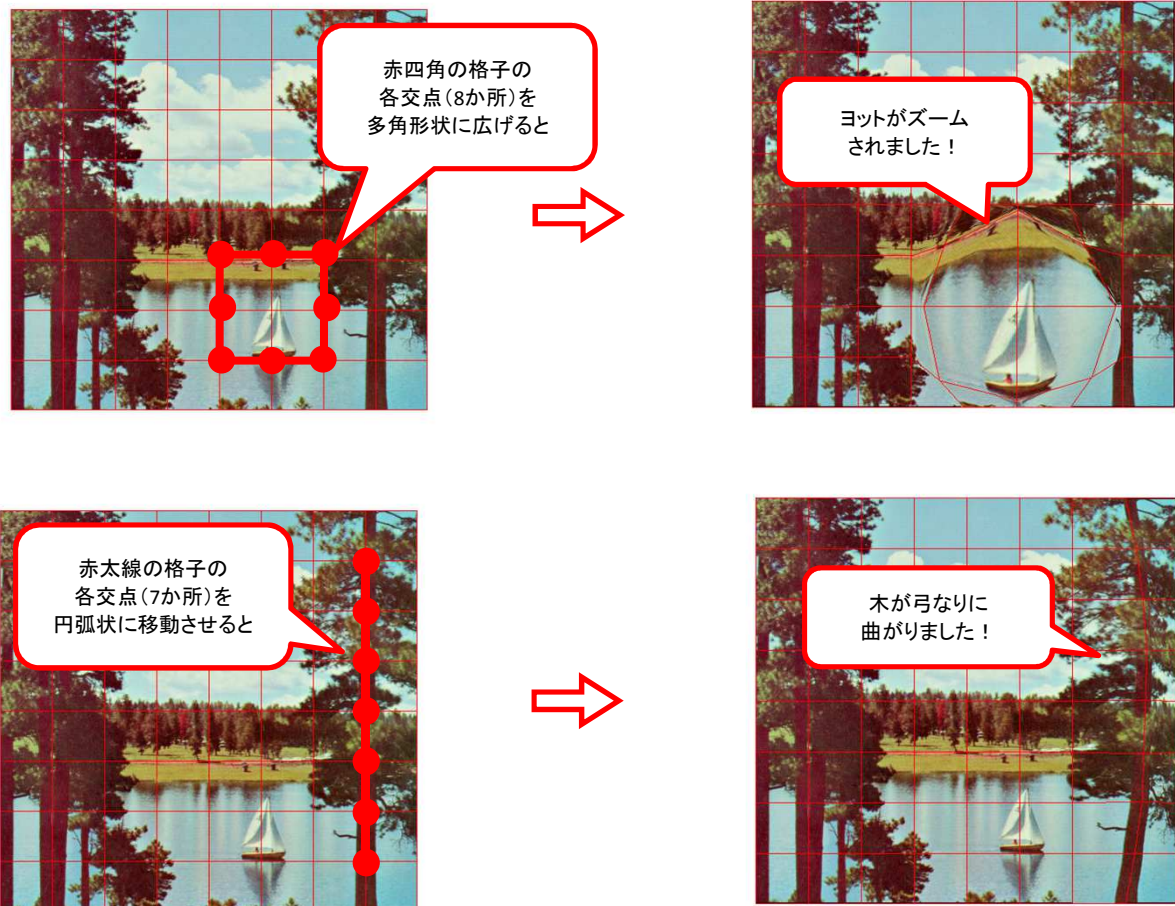 赤四角の格子の
各交点(8か所)を
多角形状に広げると
ヨットがズーム
されました！
赤太線の格子の
各交点(7か所)を
円弧状に移動させると
木が弓なりに
曲がりました！